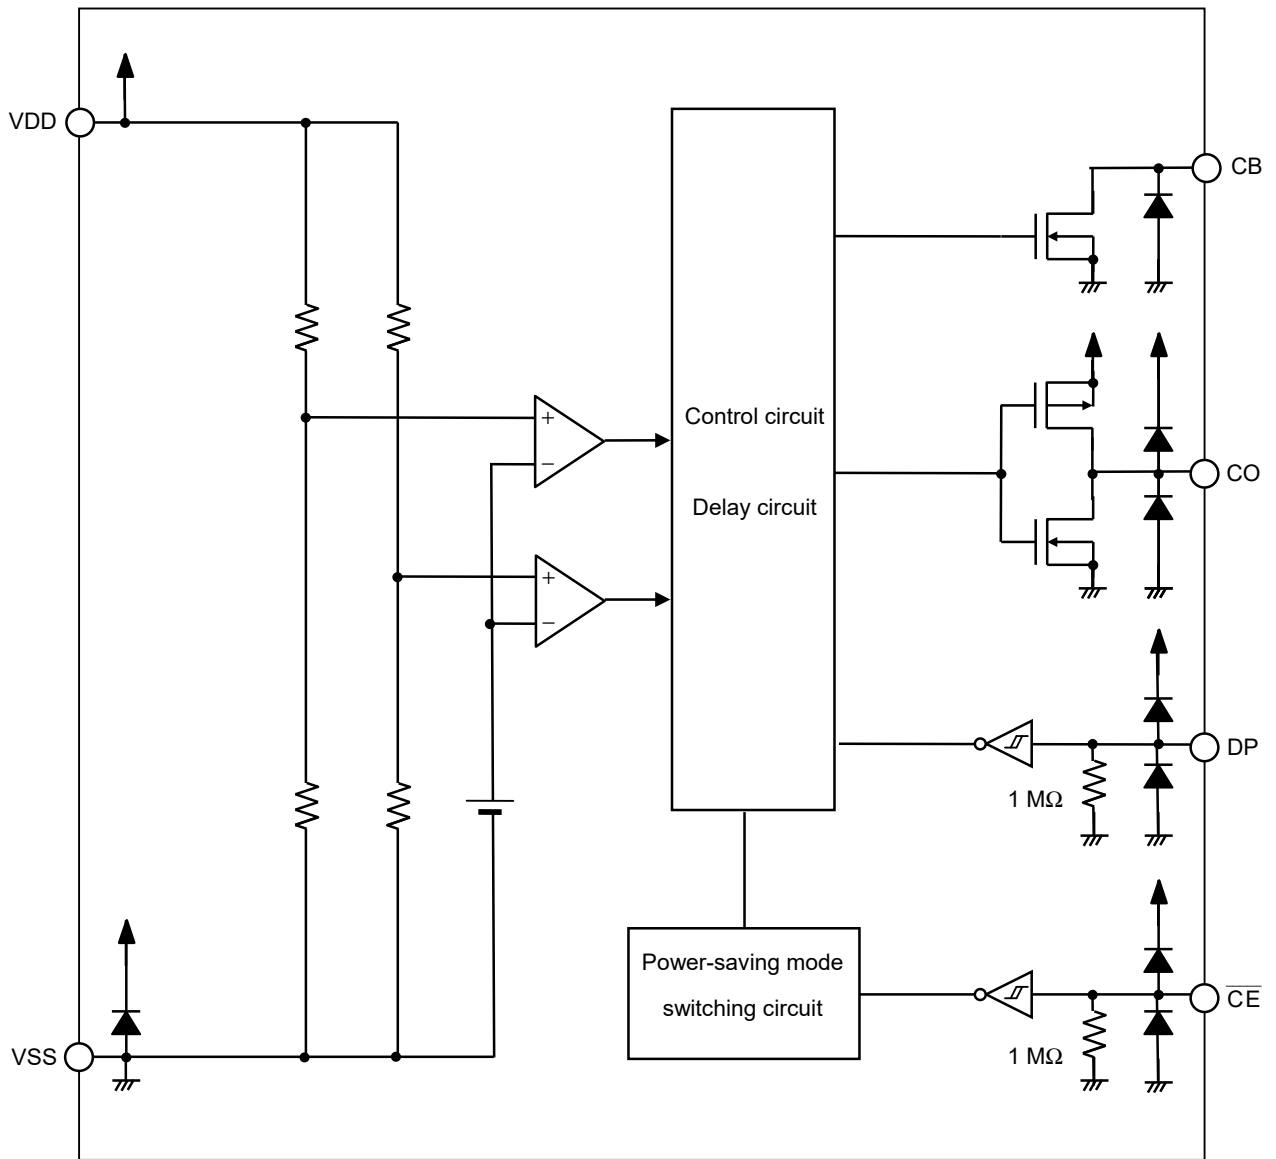 VDD
CB
+
−
Control circuit
CO
Delay circuit
+
−
DP
1 MΩ
Power-saving mode
switching circuit
CE
VSS
1 MΩ